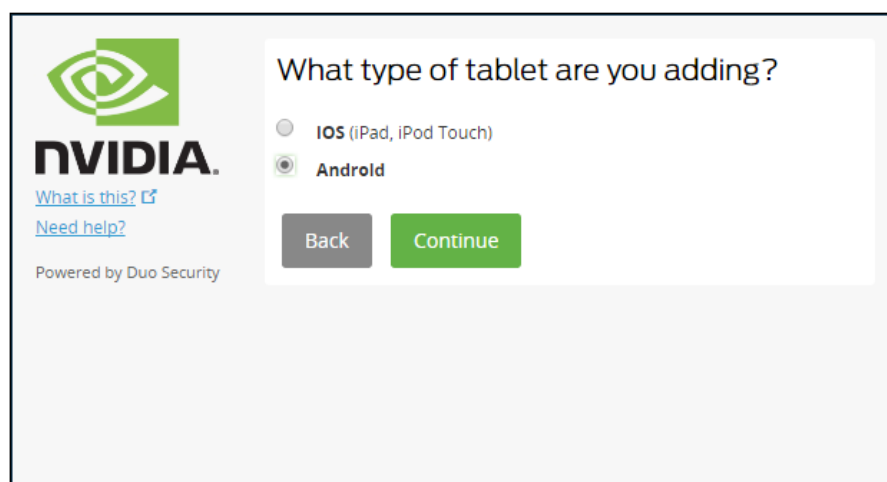 What type of tablet are you adding?
IOS (iPad, iPod Touch)
Android
Back
Continue
nVIDIA.
What is this?
Need help?
Powered by Duo Security